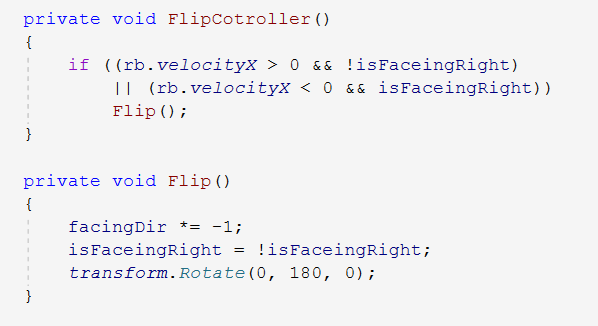 private void FlipCotroller()
{
if ((rb.velocityX > 0 && !isFaceingRight)
|| (rb.velocityX < 0 && isFaceingRight))
Flip();
}
private void Flip()
{
facingDir *= -1;
isFaceingRight = !isFaceingRight;
transform.Rotate(0, 180, 0);
}